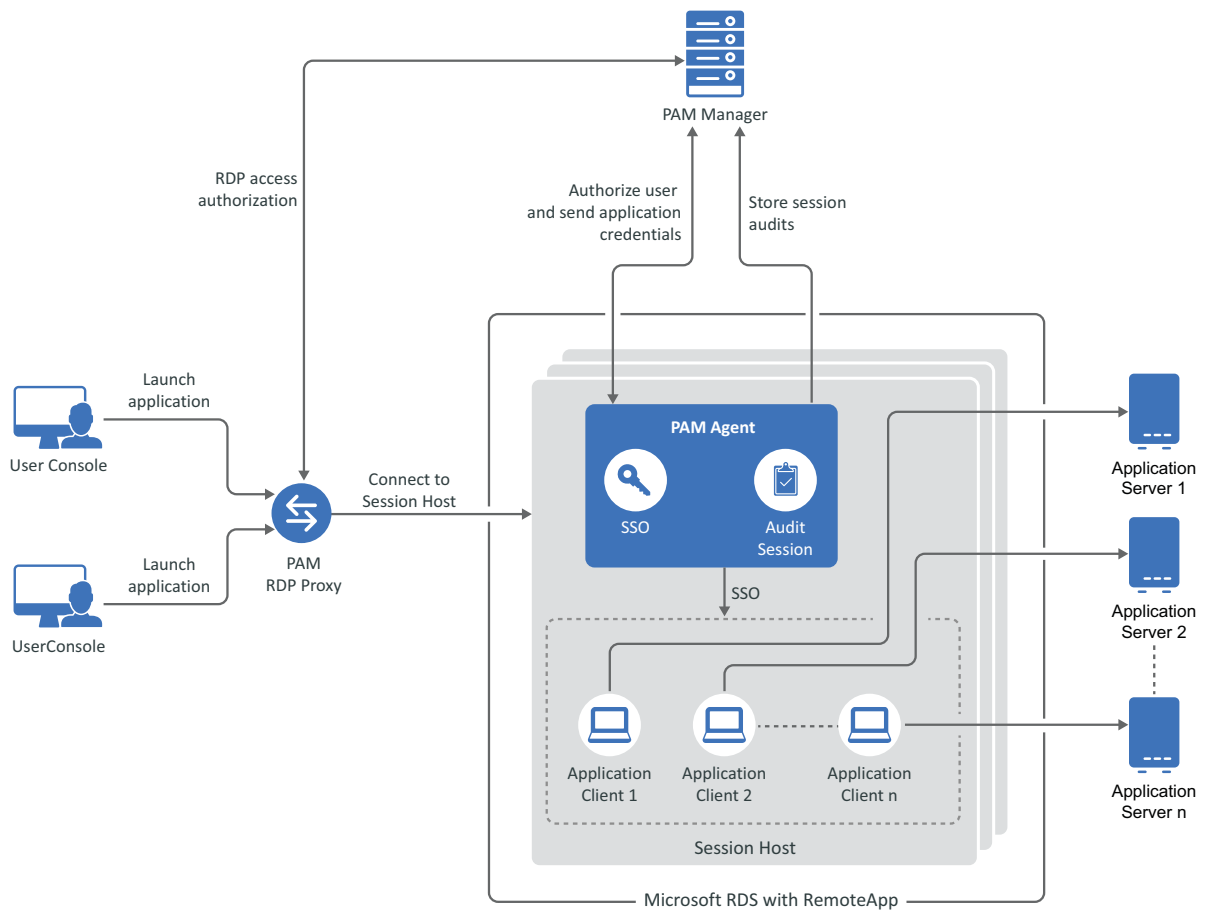 PAM Manager
RDP access
authorization
Authorize user
and send application
credentials
Store session
audits
Launch
application
User Console
Connect to
Session Host
PAM
RDP Proxy
Launch
application
UserConsole
PAM Agent
SSO
Audit
Session
SSO
Application
Client 1
Application
Client 2
Application
Client n
Session Host
Microsoft RDS with RemoteApp
Application
Server 1
Application
Server 2
Application
Server n